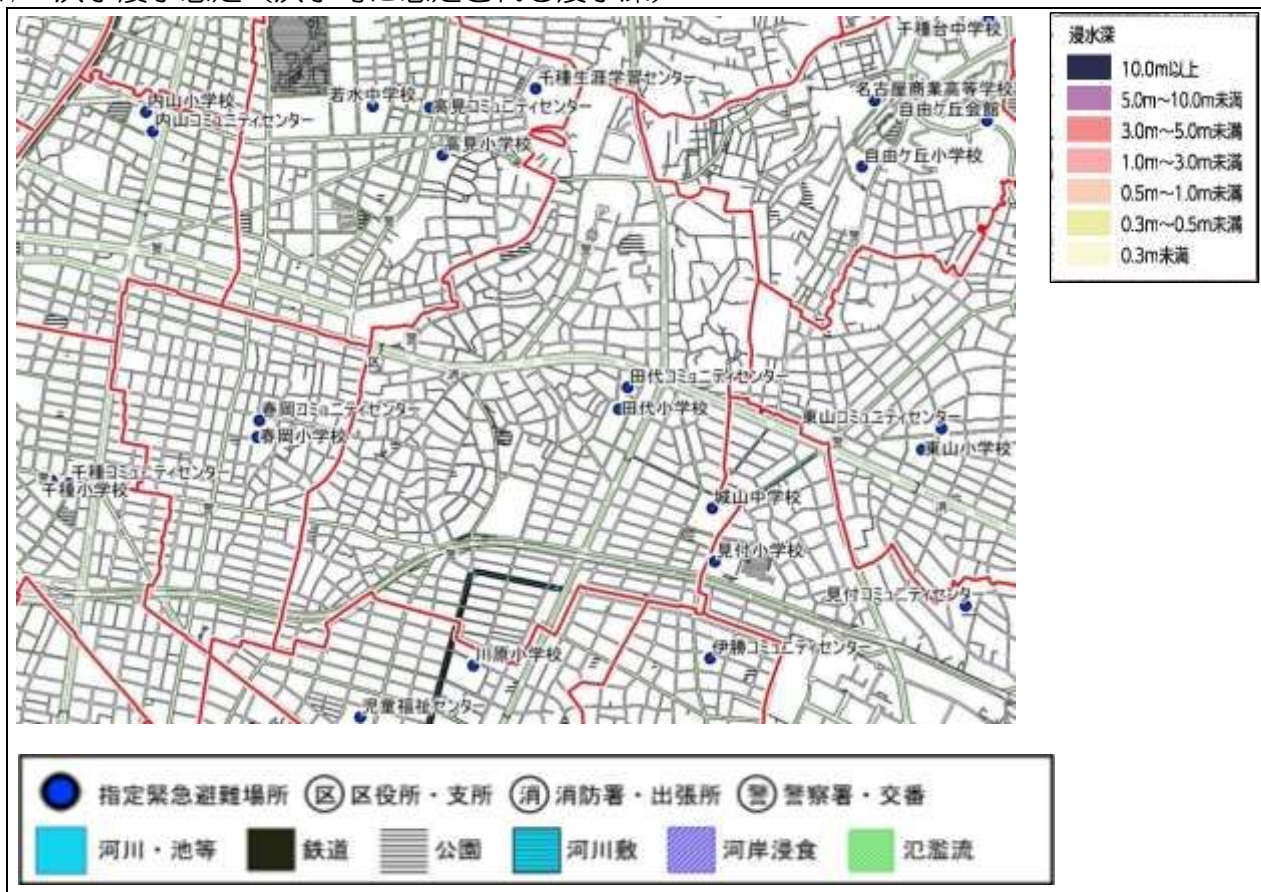 千種台中学校
千種生涯学習センター
名古屋商業高等学校
内山小学校
若水中学校
高見コミュニティセンター
自由ケ丘会館
内山コミュニティセンター
高見小学校
自由ケ丘小学校
区
消
田代コミュニティセンター
春岡コミュニティセンター
田代小学校
東山コミュニティセンター
春岡小学校
東山小学校
千種コミュニティセンター
千種小学校
城山中学校
消
見付小学校
見付コミュニティセンター
川原小学校
伊勝コミュニティセンター
児童福祉センター
浸水深
10.0m以上
5.0m～10.0m未満
3.0m～5.0m未満
1.0m～3.0m未満
0.5m～1.0m未満
0.3m～0.5m未満
0.3m未満
指定緊急避難場所 区 区役所・支所 消 消防署・出張所 警 警察署・交番
河川・池等 鉄道 公園 河川敷 河岸浸食 氾濫流